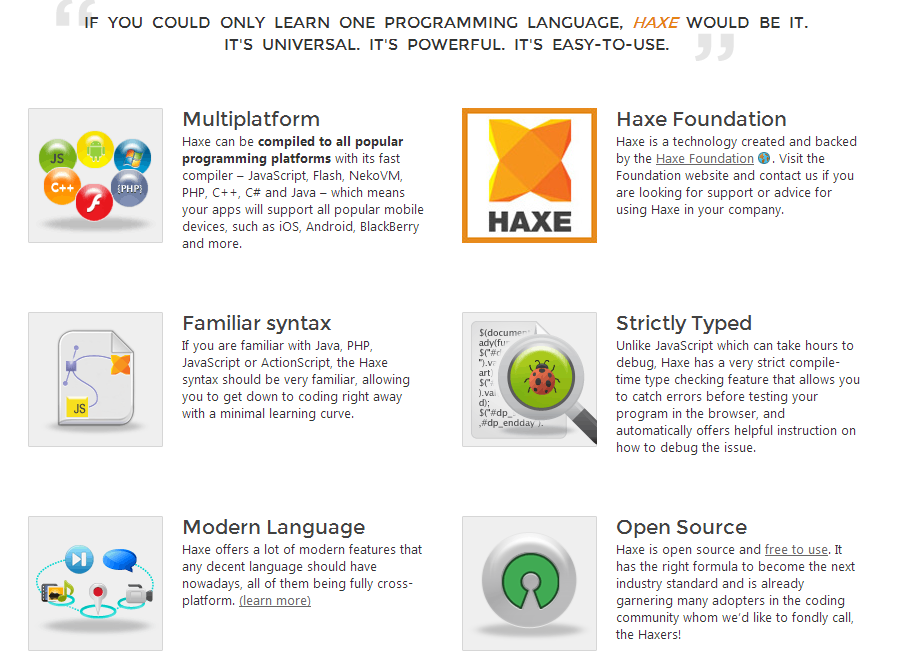 IF YOU COULD ONLY LEARN ONE PROGRAMMING LANGUAGE, HAXE WOULD BE IT.
IT'S UNIVERSAL. IT'S POWERFUL. IT'S EASY-TO-USE.
JS
C++
{PHP}
Multiplatform
Haxe can be compiled to all popular
programming platforms with its fast
compiler – JavaScript, Flash, NekoVM,
PHP, C++, C# and Java – which means
your apps will support all popular mobile
devices, such as iOS, Android, BlackBerry
and more.
HAXE
Haxe Foundation
Haxe is a technology created and backed
by the Haxe Foundation . Visit the
Foundation website and contact us if you
are looking for support or advice for
using Haxe in your company.
JS
Familiar syntax
If you are familiar with Java, PHP,
JavaScript or ActionScript, the Haxe
syntax should be very familiar, allowing
you to get down to coding right away
with a minimal learning curve.
$(docume
ady(fu
$("#d
").va
art}
$("#
).va
d);
$("#dp_
,#dp_endday").
Strictly Typed
Unlike JavaScript which can take hours to
debug, Haxe has a very strict compile-
time type checking feature that allows you
to catch errors before testing your
program in the browser, and
automatically offers helpful instruction on
how to debug the issue.
Modern Language
Haxe offers a lot of modern features that
any decent language should have
nowadays, all of them being fully cross-
platform. (learn more)
Open Source
Haxe is open source and free to use. It
has the right formula to become the next
industry standard and is already
garnering many adopters in the coding
community whom we'd like to fondly call,
the Haxers!